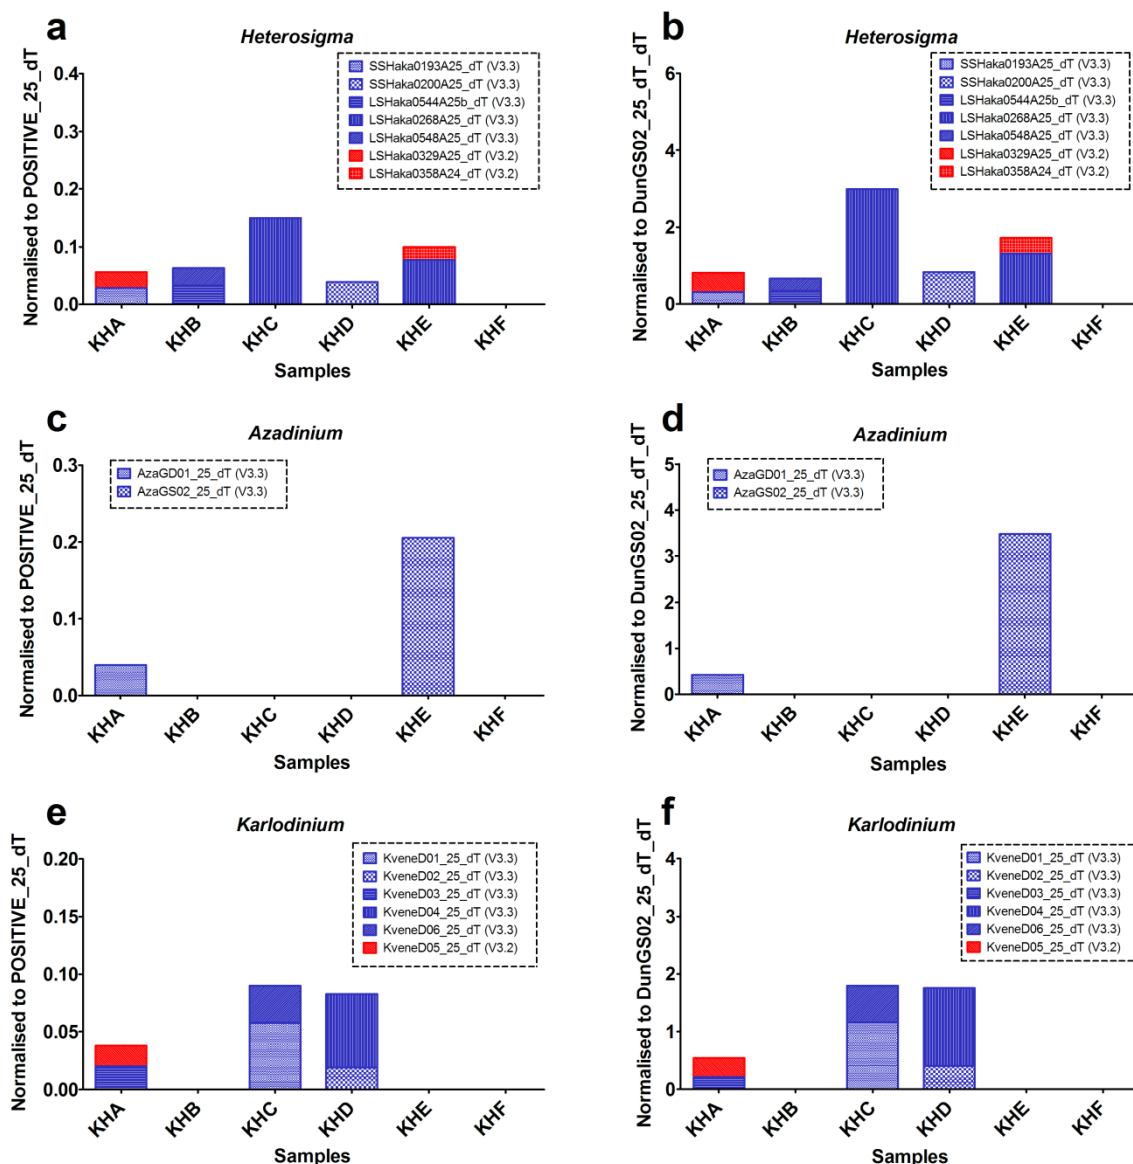 a
Heterosigma
Normalised to POSITIVE_25_dT
0.4
0.3
0.2
0.1
0.0
SSHaka0193A25_dT (V3.3)
SSHaka0200A25_dT (V3.3)
LSHaka0544A25b_dT (V3.3)
LSHaka0268A25_dT (V3.3)
LSHaka0548A25_dT (V3.3)
LSHaka0329A25_dT (V3.2)
LSHaka0358A24_dT (V3.2)
KHA
KHB
KHC
KHD
KHE
KHF
Samples
b
Heterosigma
Normalised to DunGS02_25_dT_dT
6
4
2
0
SSHaka0193A25_dT (V3.3)
SSHaka0200A25_dT (V3.3)
LSHaka0544A25b_dT (V3.3)
LSHaka0268A25_dT (V3.3)
LSHaka0548A25_dT (V3.3)
LSHaka0329A25_dT (V3.2)
LSHaka0358A24_dT (V3.2)
KHA
KHB
KHC
KHD
KHE
KHF
Samples
c
Azadinium
Normalised to POSITIVE_25_dT
0.3
0.2
0.1
0.0
AzaGD01_25_dT (V3.3)
AzaGS02_25_dT (V3.3)
KHA
KHB
KHC
KHD
KHE
KHF
Samples
d
Azadinium
Normalised to DunGS02_25_dT_dT
5
4
3
2
1
0
AzaGD01_25_dT (V3.3)
AzaGS02_25_dT (V3.3)
KHA
KHB
KHC
KHD
KHE
KHF
Samples
e
Karlodinium
Normalised to POSITIVE_25_dT
0.20
0.15
0.10
0.05
0.00
KveneD01_25_dT (V3.3)
KveneD02_25_dT (V3.3)
KveneD03_25_dT (V3.3)
KveneD04_25_dT (V3.3)
KveneD06_25_dT (V3.3)
KveneD05_25_dT (V3.2)
KHA
KHB
KHC
KHD
KHE
KHF
Samples
f
Karlodinium
Normalised to DunGS02_25_dT_dT
4
3
2
1
0
KveneD01_25_dT (V3.3)
KveneD02_25_dT (V3.3)
KveneD03_25_dT (V3.3)
KveneD04_25_dT (V3.3)
KveneD06_25_dT (V3.3)
KveneD05_25_dT (V3.2)
KHA
KHB
KHC
KHD
KHE
KHF
Samples